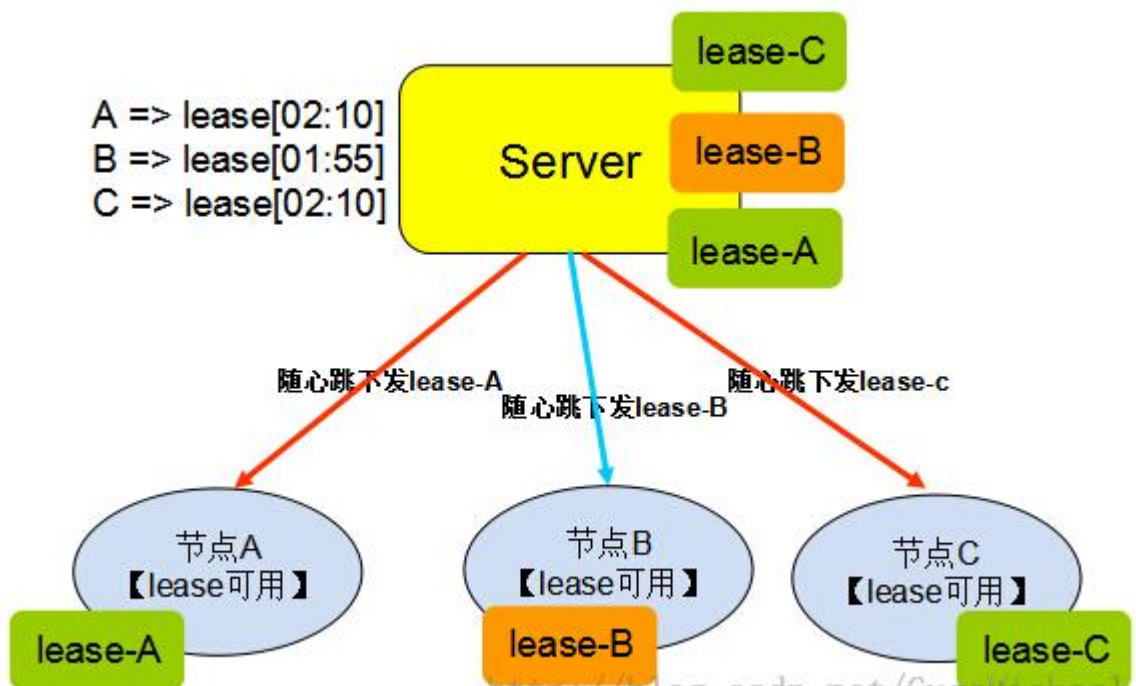 lease-C
A => lease[02:10]
B => lease[01:55]
C => lease[02:10]
Server
lease-B
lease-A
随心跳下发lease-A
随心跳下发lease-B
随心跳下发lease-c
节点A
【lease可用】
节点B
【lease可用】
节点C
【lease可用】
lease-A
lease-B
lease-C